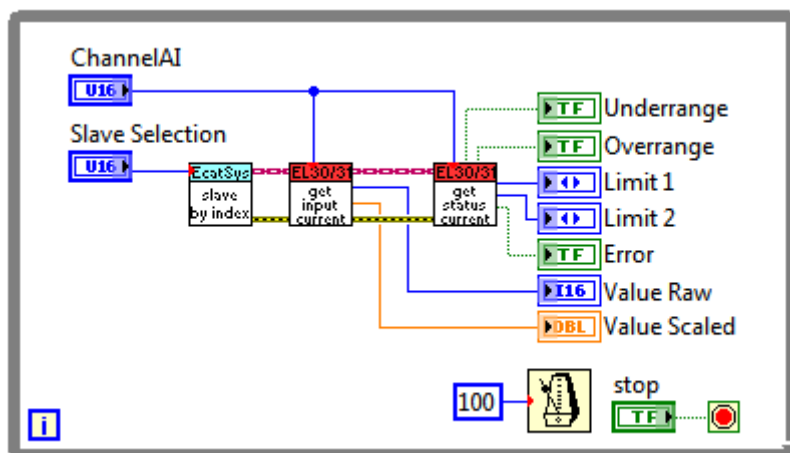 ChannelAI
U16
Slave Selection
U16
EcatSys
slave
by index
EL30/31
get
input
current
EL30/31
get
status
current
TF
Underrange
TF
Overrange
Limit 1
Limit 2
TF
Error
I16
Value Raw
DBL
Value Scaled
100
stop
TF
i